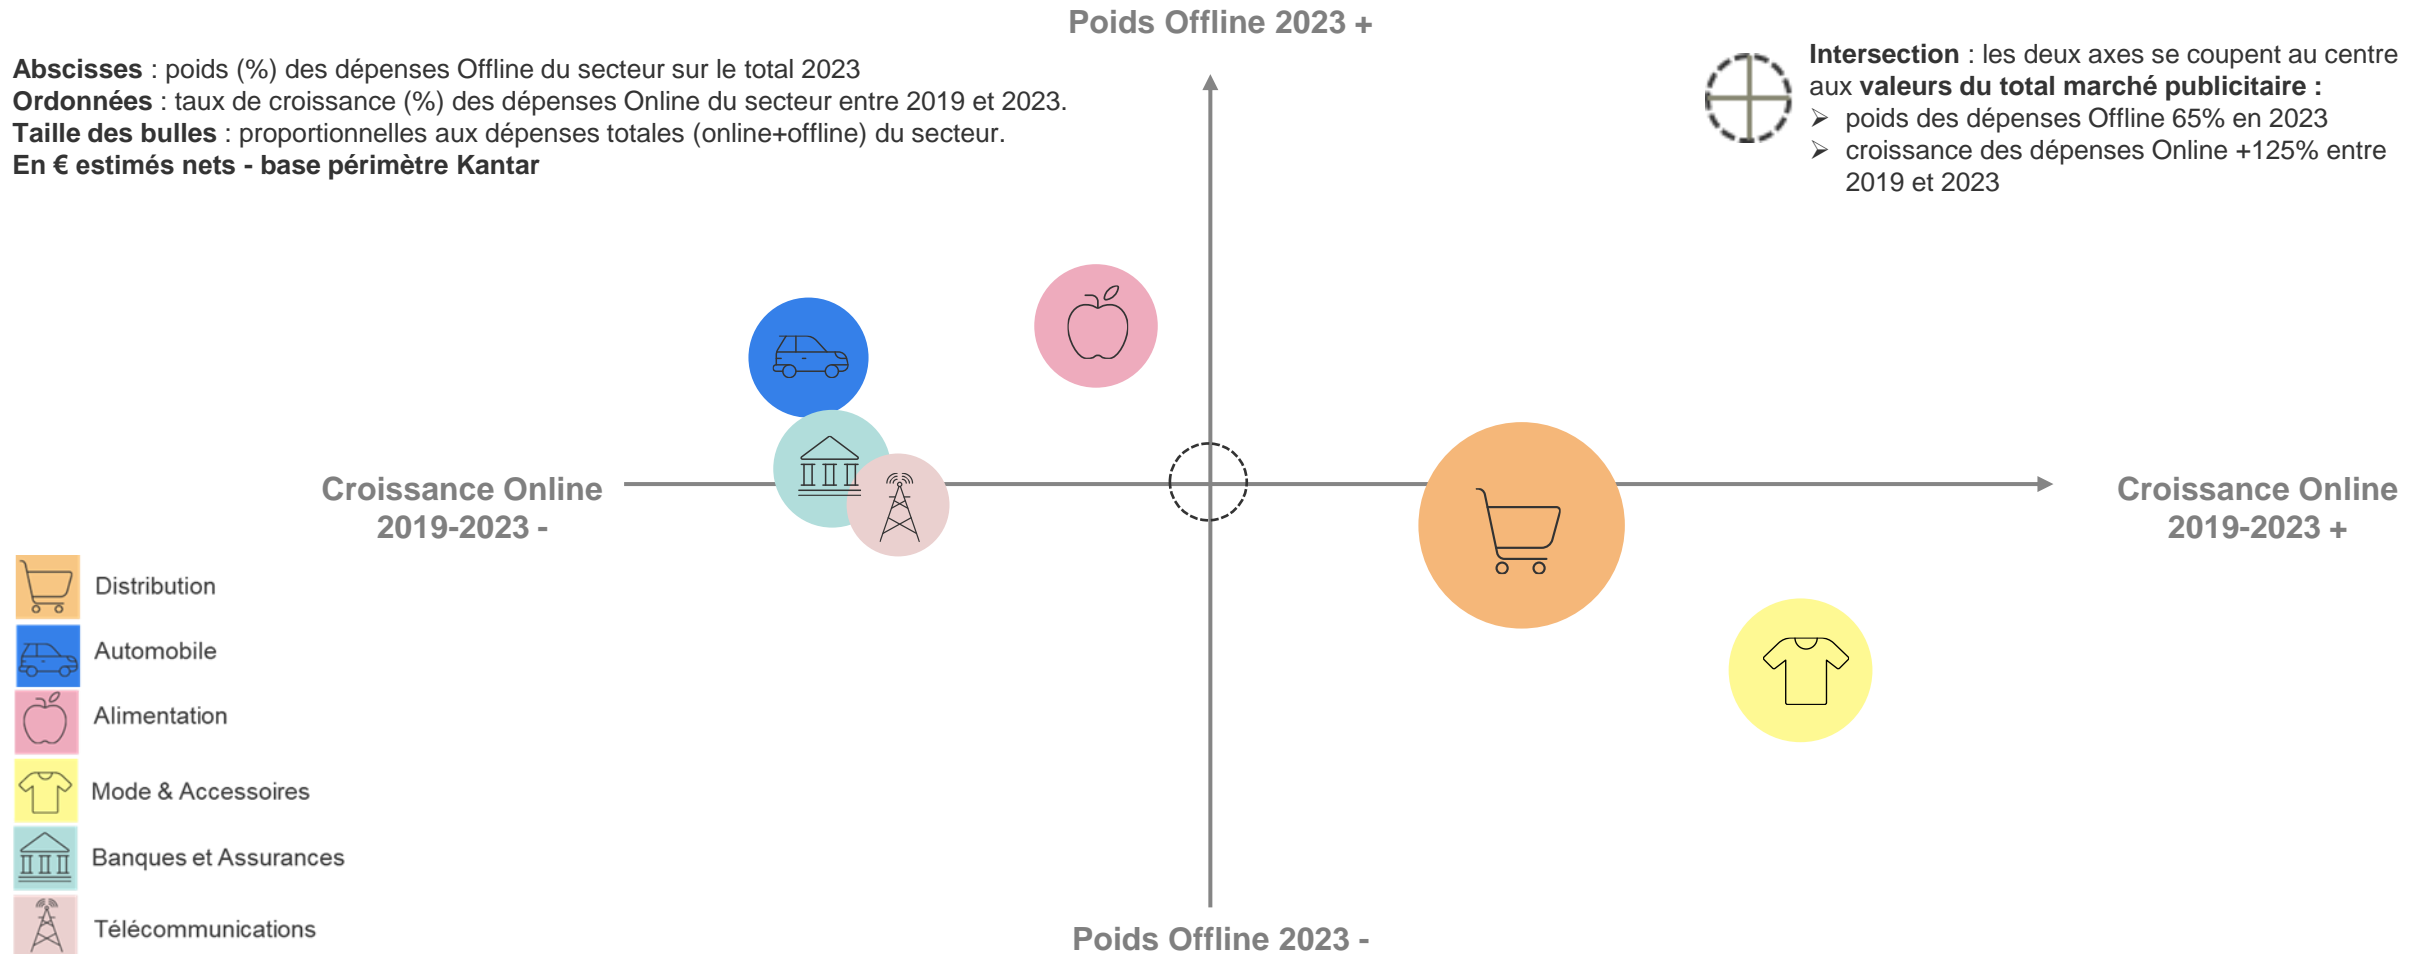 Poids Offline 2023 +
Abscisses : poids (%) des dépenses Offline du secteur sur le total 2023
Ordonnées : taux de croissance (%) des dépenses Online du secteur entre 2019 et 2023.
Taille des bulles : proportionnelles aux dépenses totales (online+offline) du secteur.
En € estimés nets - base périmètre Kantar
Intersection : les deux axes se coupent au centre
aux valeurs du total marché publicitaire :
➢ poids des dépenses Offline 65% en 2023
➢ croissance des dépenses Online +125% entre
2019 et 2023
Croissance Online
2019-2023 -
Croissance Online
2019-2023 +
Distribution
Automobile
Alimentation
Mode & Accessoires
Banques et Assurances
Télécommunications
Poids Offline 2023 -